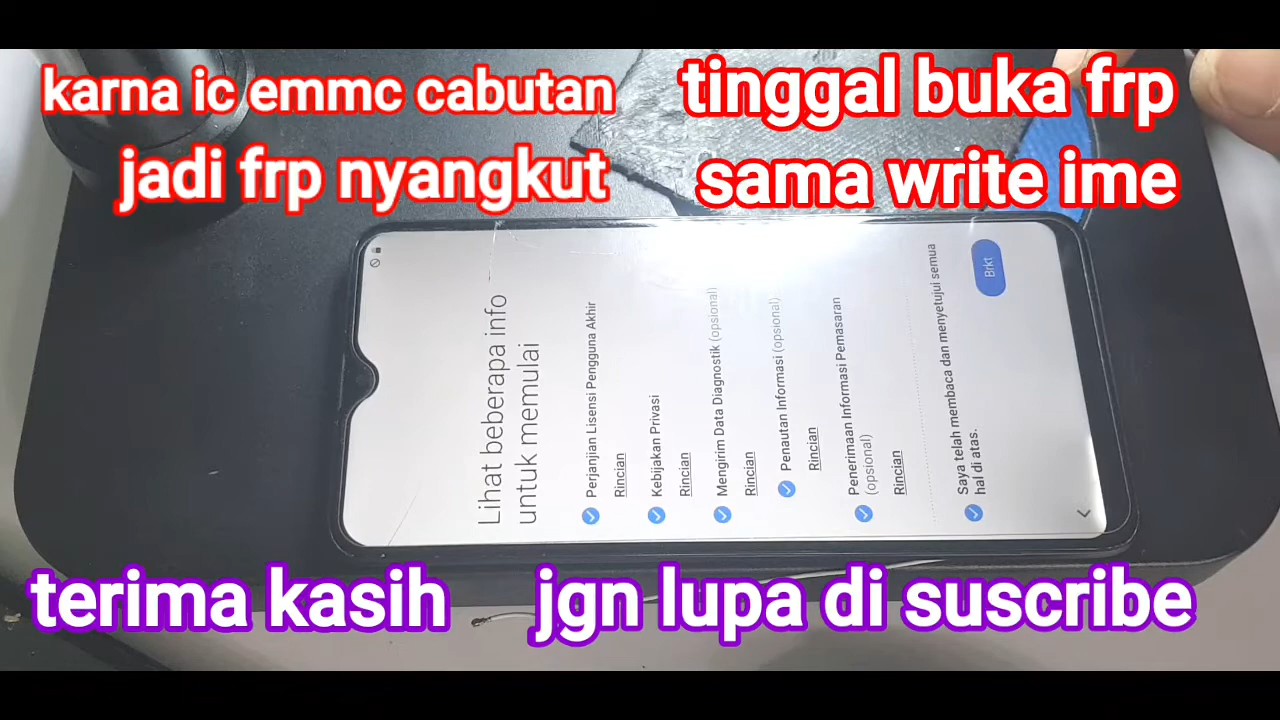 karna ic emmc cabutan
jadi frp nyangkut
tinggal buka frp
sama write ime
Lihat beberapa info
untuk memulai
Perjanjian Lisensi Pengguna Akhir
Rincian
Kebijakan Privasi
Rincian
Mengirim Data Diagnostik (opsional)
Rincian
Penautan Informasi (opsional)
Rincian
Penerimaan Informasi Pemasaran
(opsional)
Rincian
Saya telah membaca dan menyetujui semua
hal di atas.
Brkt
terima kasih
jgn lupa di suscribe